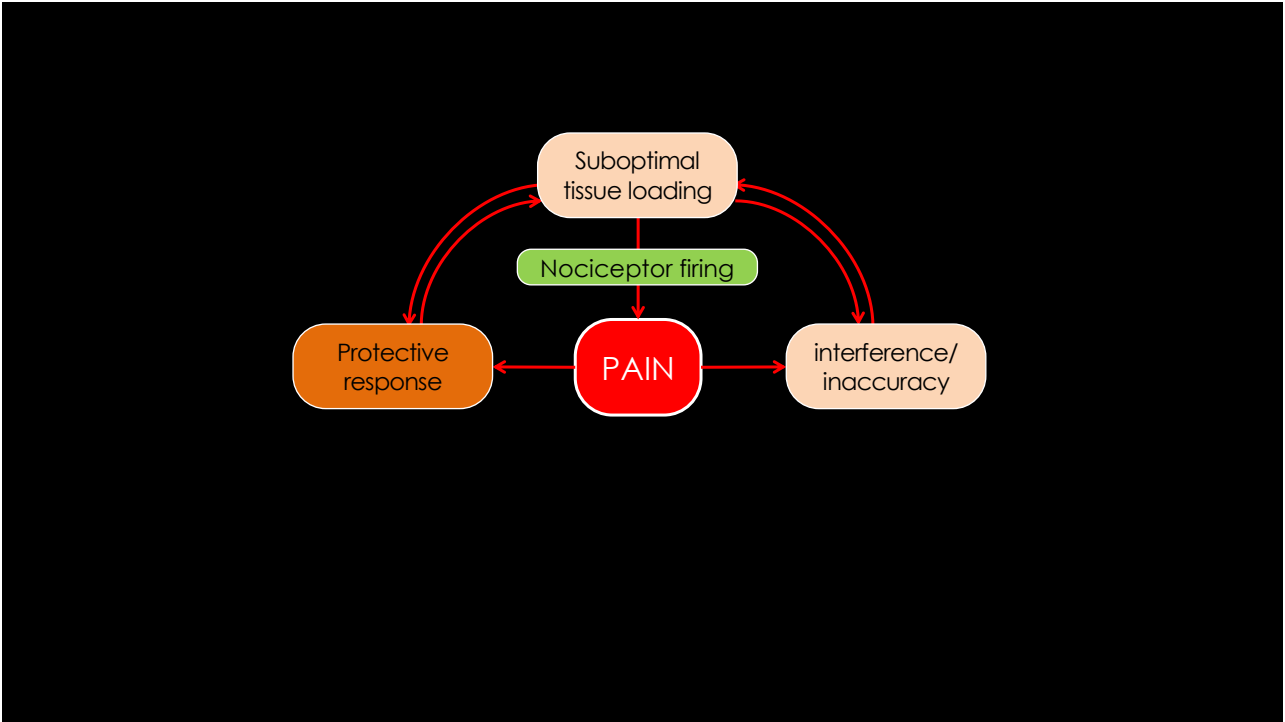 Suboptimal
tissue loading
Nociceptor firing
Protective
response
PAIN
interference/
inaccuracy